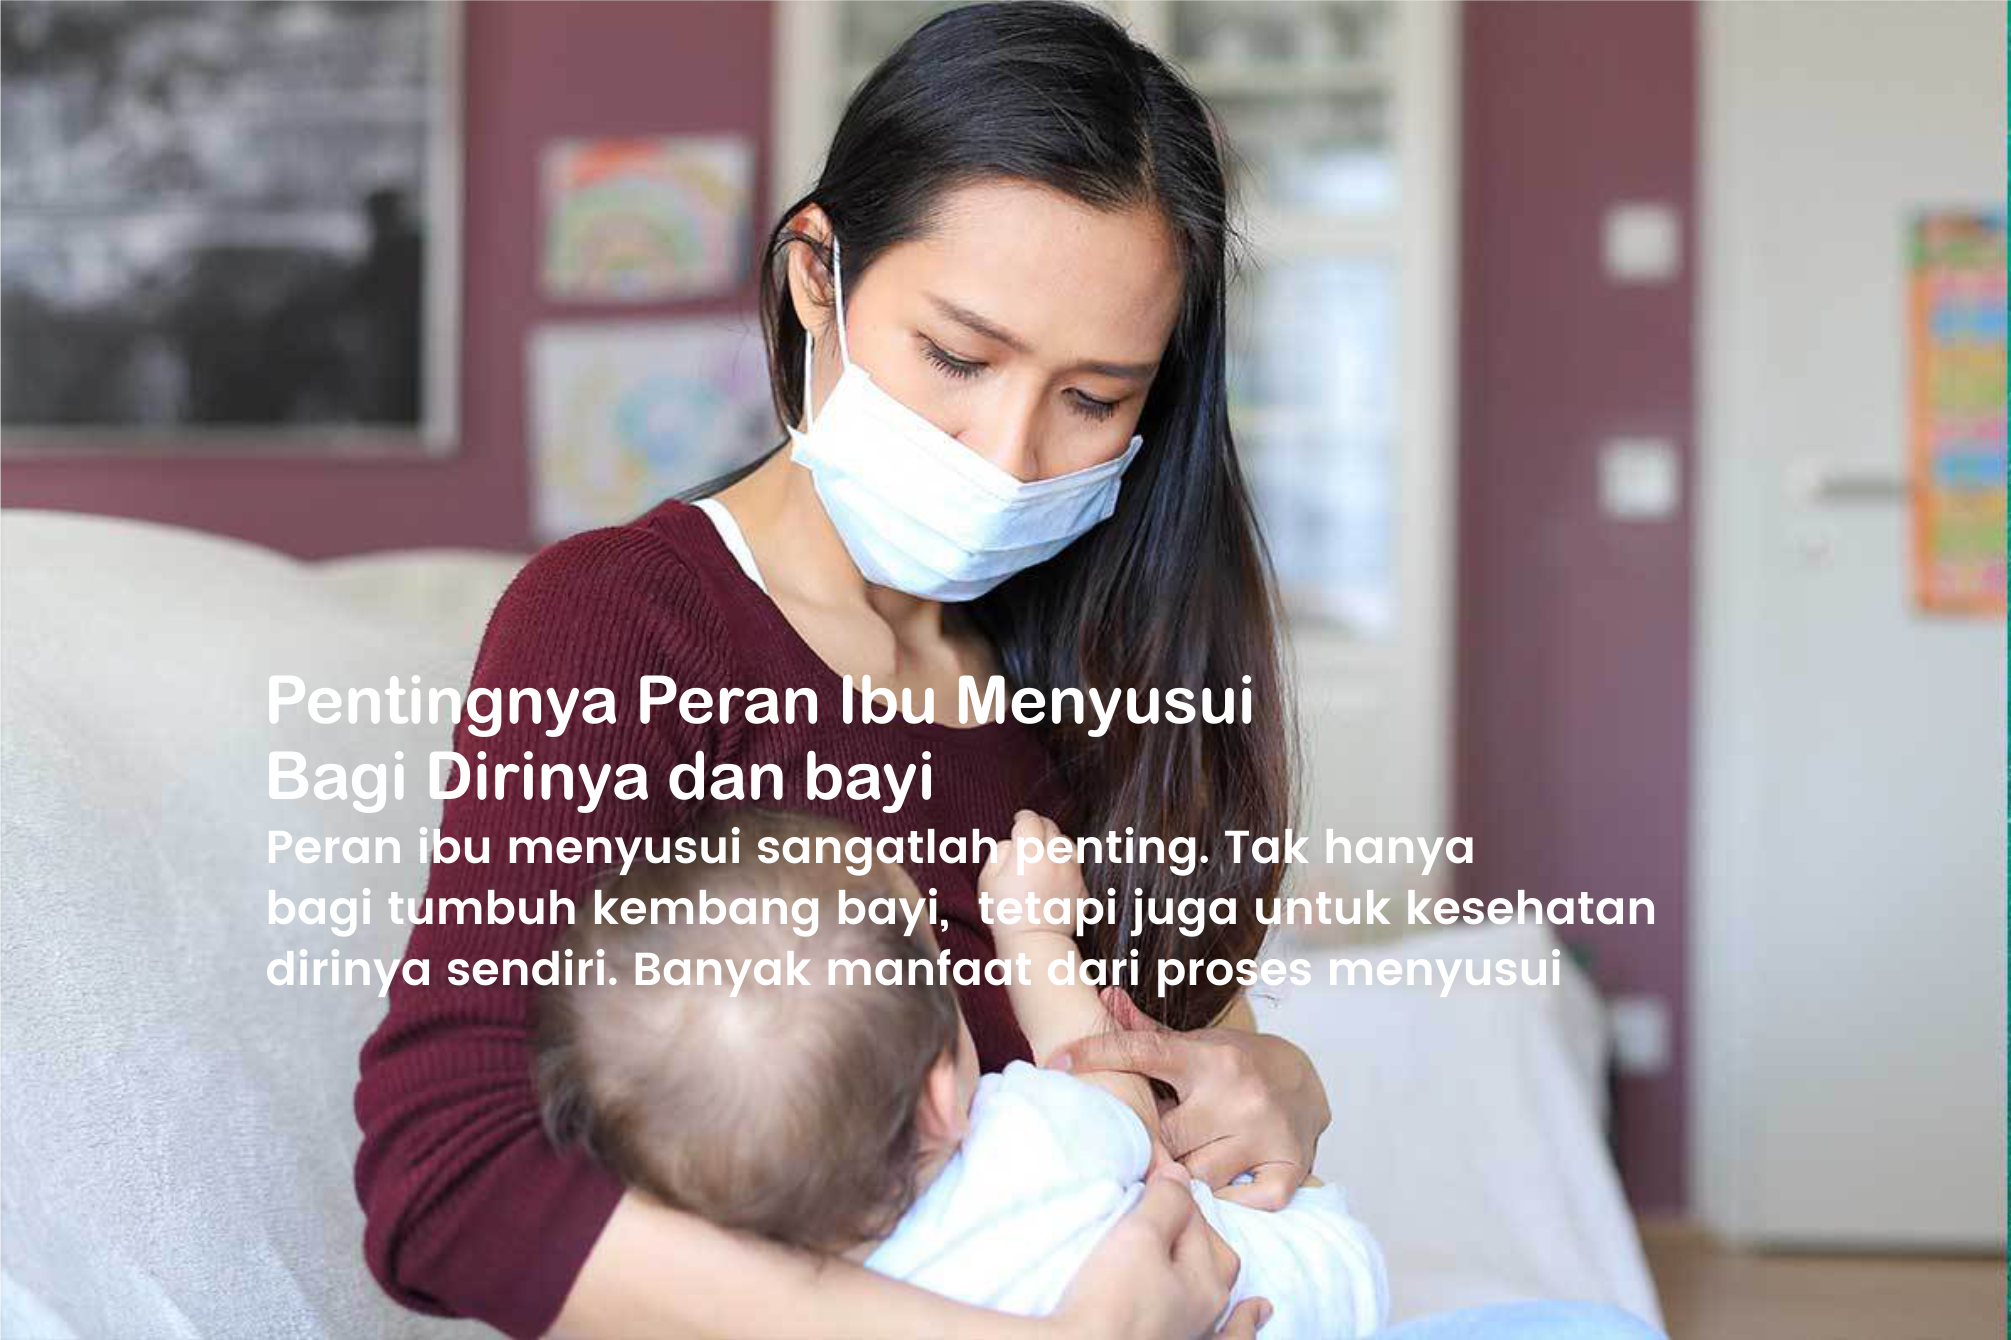 Pentingnya Peran Ibu Menyusui
Bagi Dirinya dan bayi
Peran ibu menyusui sangatlah penting. Tak hanya
bagi tumbuh kembang bayi, tetapi juga untuk kesehatan
dirinya sendiri. Banyak manfaat dari proses menyusui